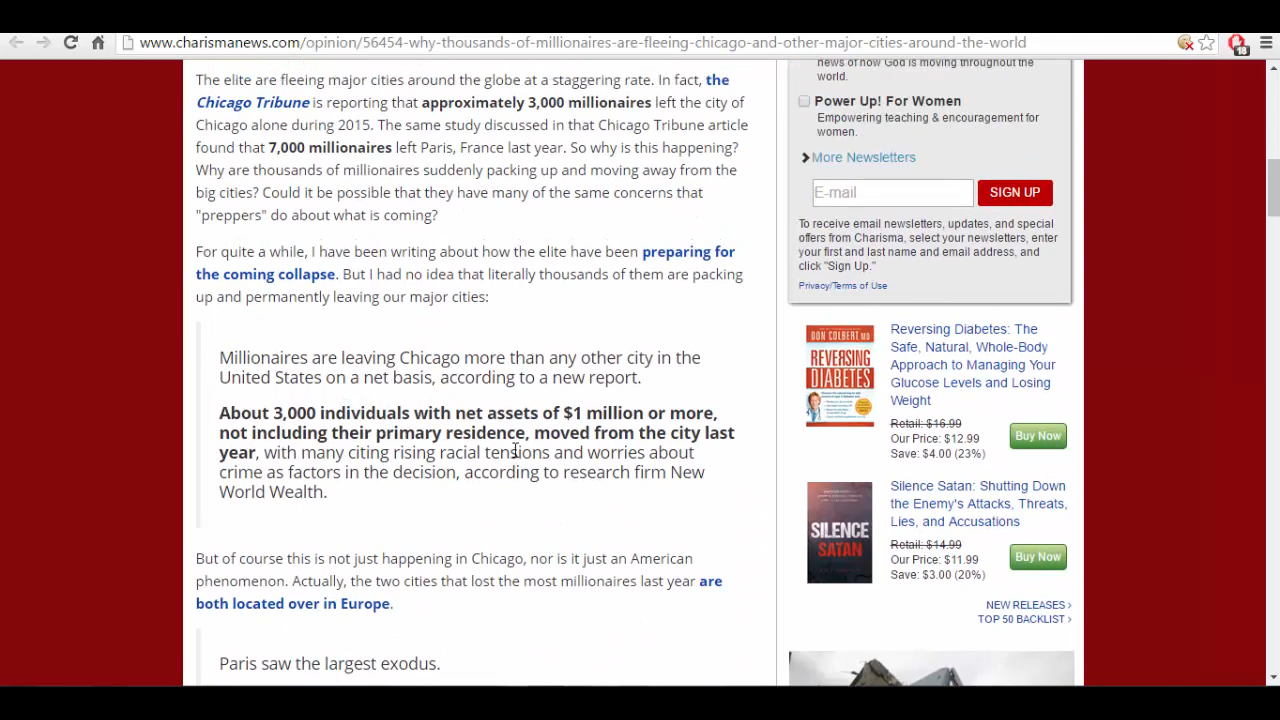 www.charismanews.com/opinion/56454-why-thousands-of-millionaires-are-fleeing-chicago-and-other-major-cities-around-the-world
18
The elite are fleeing major cities around the globe at a staggering rate. In fact, the
Chicago Tribune is reporting that approximately 3,000 millionaires left the city of
Chicago alone during 2015. The same study discussed in that Chicago Tribune article
found that 7,000 millionaires left Paris, France last year. So why is this happening?
Why are thousands of millionaires suddenly packing up and moving away from the
big cities? Could it be possible that they have many of the same concerns that
"preppers" do about what is coming?
For quite a while, I have been writing about how the elite have been preparing for
the coming collapse. But I had no idea that literally thousands of them are packing
up and permanently leaving our major cities:
Millionaires are leaving Chicago more than any other city in the
United States on a net basis, according to a new report.
About 3,000 individuals with net assets of $1 million or more,
not including their primary residence, moved from the city last
year, with many citing rising racial tensions and worries about
crime as factors in the decision, according to research firm New
World Wealth.
But of course this is not just happening in Chicago, nor is it just an American
phenomenon. Actually, the two cities that lost the most millionaires last year are
both located over in Europe.
Paris saw the largest exodus.
news of how God is moving throughout the
world.
Power Up! For Women
Empowering teaching & encouragement for
women.
More Newsletters
E-mail
SIGN UP
To receive email newsletters, updates, and special
offers from Charisma, select your newsletters, enter
your first and last name and email address, and
click "Sign Up."
Privacy/Terms of Use
DON COLBERT, MD
REVERSING
DIABETES
Reversing Diabetes: The
Safe, Natural, Whole-Body
Approach to Managing Your
Glucose Levels and Losing
Weight
Retail: $16.99
Our Price: $12.99
Save: $4.00 (23%)
Buy Now
SILENCE
SATAN
Silence Satan: Shutting Down
the Enemy's Attacks, Threats,
Lies, and Accusations
Retail: $14.99
Our Price: $11.99
Save: $3.00 (20%)
Buy Now
NEW RELEASES ›
TOP 50 BACKLIST ›